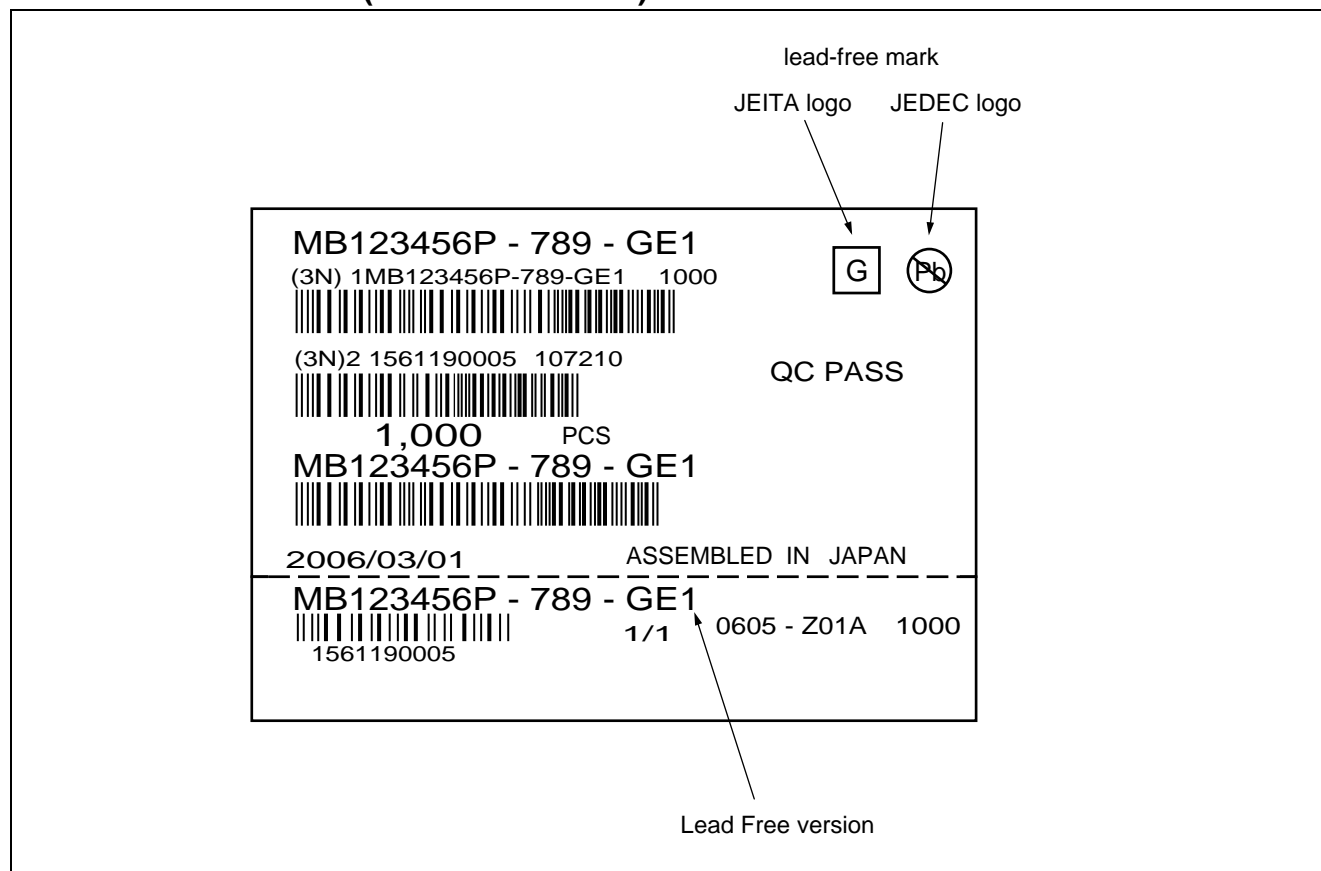 lead-free mark
JEITA logo JEDEC logo
MB123456P - 789 - GE1
(3N) 1MB123456P-789-GE1 1000
G Pb
(3N)2 1561190005 107210
QC PASS
1,000 PCS
MB123456P - 789 - GE1
2006/03/01 ASSEMBLED IN JAPAN
MB123456P - 789 - GE1
1/1 0605 - Z01A 1000
1561190005
Lead Free version